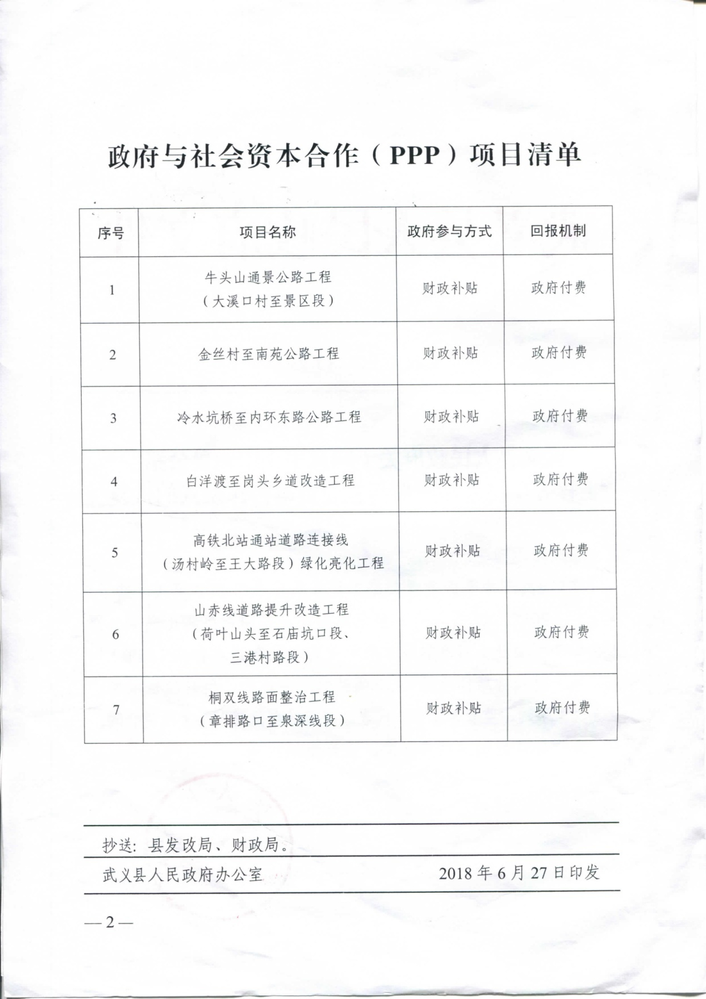 政府与社会资本合作（PPP）项目清单
序号 项目名称 政府参与方式 回报机制
1 牛头山通景公路工程 财政补贴 政府付费
（大溪口村至景区段）
2 金丝村至南苑公路工程 财政补贴 政府付费
3 冷水坑桥至内环东路公路工程 财政补贴 政府付费
4 白洋渡至岗头乡道改造工程 财政补贴 政府付费
5 高铁北站通站道路连接线 财政补贴 政府付费
（汤村岭至王大路段）绿化亮化工程
山赤线道路提升改造工程
6 （荷叶山头至石庙坑口段、 财政补贴 政府付费
三港村路段）
7 桐双线路面整治工程 财政补贴 政府付费
（章排路口至泉深线段）
抄送：县发改局、财政局。
武义县人民政府办公室 2018年6月27日印发
—2—